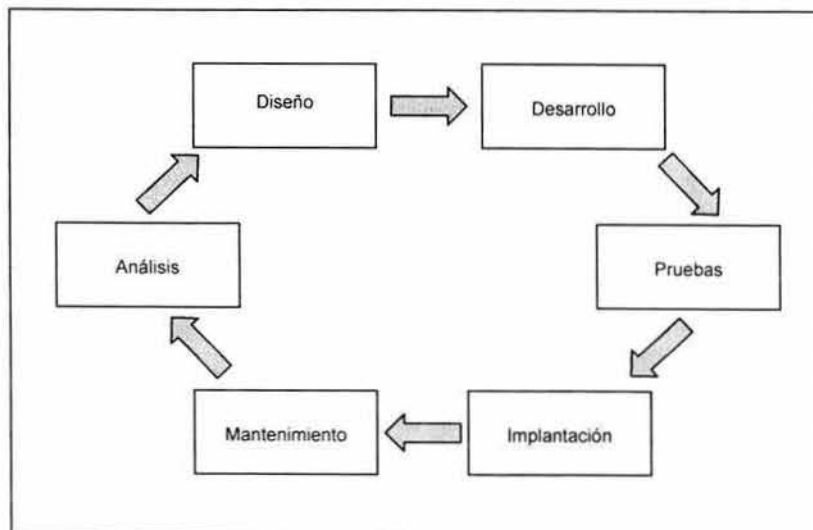 Diseño
Desarrollo
Análisis
Pruebas
Mantenimiento
Implantación